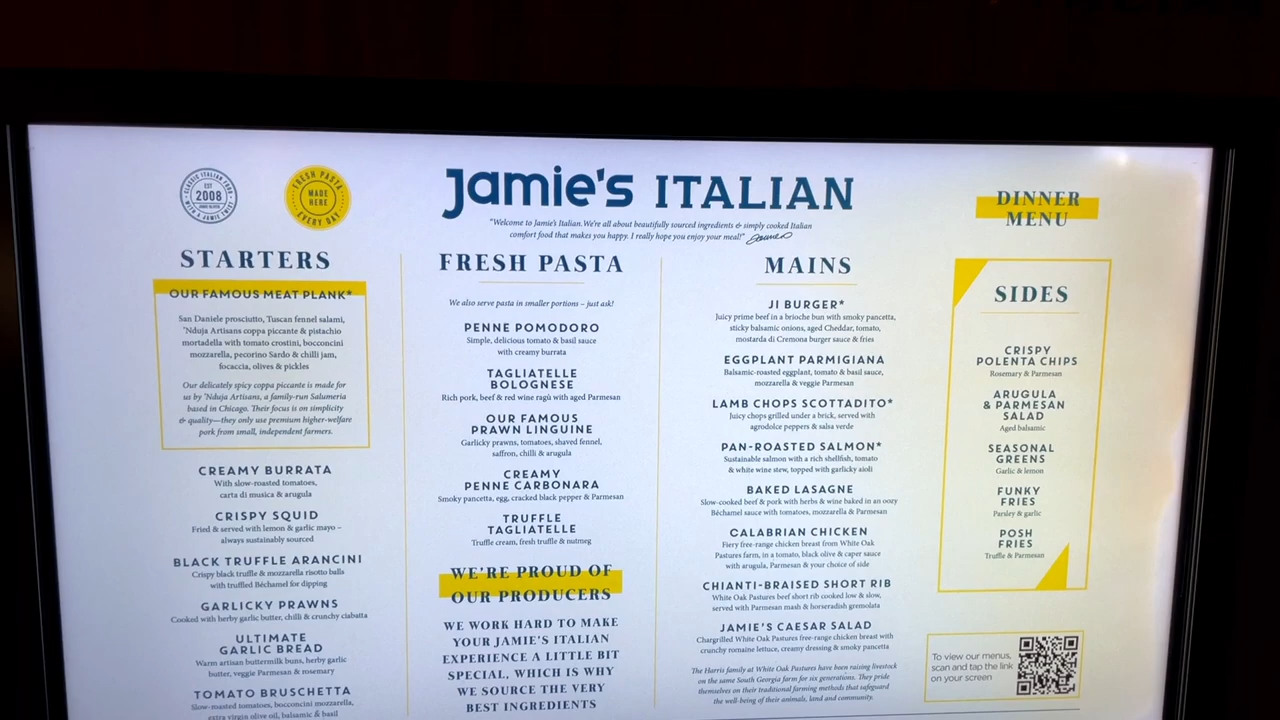 CLASSIC ITALIAN FOOD
EST
2008
WITH A JAMIE TWIST
FRESH PASTA
MADE
HERE
EVERY DAY
Jamie's ITALIAN
"Welcome to Jamie's Italian. We're all about beautifully sourced ingredients & simply cooked Italian
comfort food that makes you happy. I really hope you enjoy your meal!"
DINNER
MENU
STARTERS
OUR FAMOUS MEAT PLANK*
San Daniele prosciutto, Tuscan fennel salami,
'Nduja Artisans coppa piccante & pistachio
mortadella with tomato crostini, bocconcini
mozzarella, pecorino Sardo & chilli jam,
focaccia, olives & pickles
Our delicately spicy coppa piccante is made for
us by 'Nduja Artisans, a family-run Salumeria
based in Chicago. Their focus is on simplicity
& quality—they only use premium higher-welfare
pork from small, independent farmers.
CREAMY BURRATA
With slow-roasted tomatoes,
carta di musica & arugula
CRISPY SQUID
Fried & served with lemon & garlic mayo –
always sustainably sourced
BLACK TRUFFLE ARANCINI
Crispy black truffle & mozzarella risotto balls
with truffled Béchamel for dipping
GARLICKY PRAWNS
Cooked with herby garlic butter, chilli & crunchy ciabatta
ULTIMATE
GARLIC BREAD
Warm artisan buttermilk buns, herby garlic
butter, veggie Parmesan & rosemary
TOMATO BRUSCHETTA
Slow-roasted tomatoes, hoccocini mozzarella,
extra virgin olive oil, balsamic & basil
FRESH PASTA
We also serve pasta in smaller portions – just ask!
PENNE POMODORO
Simple, delicious tomato & basil sauce
with creamy burrata
TAGLIATELLE
BOLOGNESE
Rich pork, beef & red wine ragù with aged Parmesan
OUR FAMOUS
PRAWN LINGUINE
Garlicky prawns, tomatoes, shaved fennel,
saffron, chilli & arugula
CREAMY
PENNE CARBONARA
Smoky pancetta, egg, cracked black pepper & Parmesan
TRUFFLE
TAGLIATELLE
Truffle cream, fresh truffle & nutmeg
WE'RE PROUD OF
OUR PRODUCERS
WE WORK HARD TO MAKE
YOUR JAMIE'S ITALIAN
EXPERIENCE A LITTLE BIT
SPECIAL, WHICH IS WHY
WE SOURCE THE VERY
BEST INGREDIENTS
MAINS
JI BURGER*
Juicy prime beef in a brioche bun with smoky pancetta,
sticky balsamic onions, aged Cheddar, tomato,
mostarda di Cremona burger sauce & fries
EGGPLANT PARMIGIANA
Balsamic-roasted eggplant, tomato & basil sauce,
mozzarella & veggie Parmesan
LAMB CHOPS SCOTTADITO*
Juicy chops grilled under a brick, served with
agrodolce peppers & salsa verde
PAN-ROASTED SALMON*
Sustainable salmon with a rich shellfish, tomato
& white wine stew, topped with garlicky aioli
BAKED LASAGNE
Slow-cooked beef & pork with herbs & wine baked in an oozy
Béchamel sauce with tomatoes, mozzarella & Parmesan
CALABRIAN CHICKEN
Fiery free-range chicken breast from White Oak
Pastures farm, in a tomato, black olive & caper sauce
with arugula, Parmesan & your choice of side
CHIANTI-BRAISED SHORT RIB
White Oak Pastures beef short rib cooked low & slow,
served with Parmesan mash & horseradish gremolata
JAMIE'S CAESAR SALAD
Chargrilled White Oak Pastures free-range chicken breast with
crunchy romaine lettuce, creamy dressing & smoky pancetta
The Harris family at White Oak Pastures have been raising livestock
on the same South Georgia farm for six generations. They pride
themselves on their traditional farming methods that safeguard
the well-being of their animals, land and community.
SIDES
CRISPY
POLENTA CHIPS
Rosemary & Parmesan
ARUGULA
& PARMESAN
SALAD
Aged balsamic
SEASONAL
GREENS
Garlic & lemon
FUNKY
FRIES
Parsley & garlic
POSH
FRIES
Truffle & Parmesan
To view our menus,
scan and tap the link
on your screen